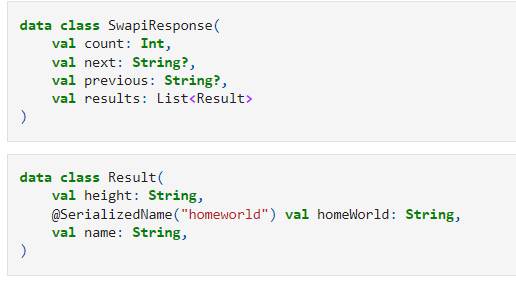 data class SwapiResponse(
    val count: Int,
    val next: String?,
    val previous: String?,
    val results: List<Result>
)
data class Result(
    val height: String,
    @SerializedName("homeworld") val homeWorld: String,
    val name: String,
)